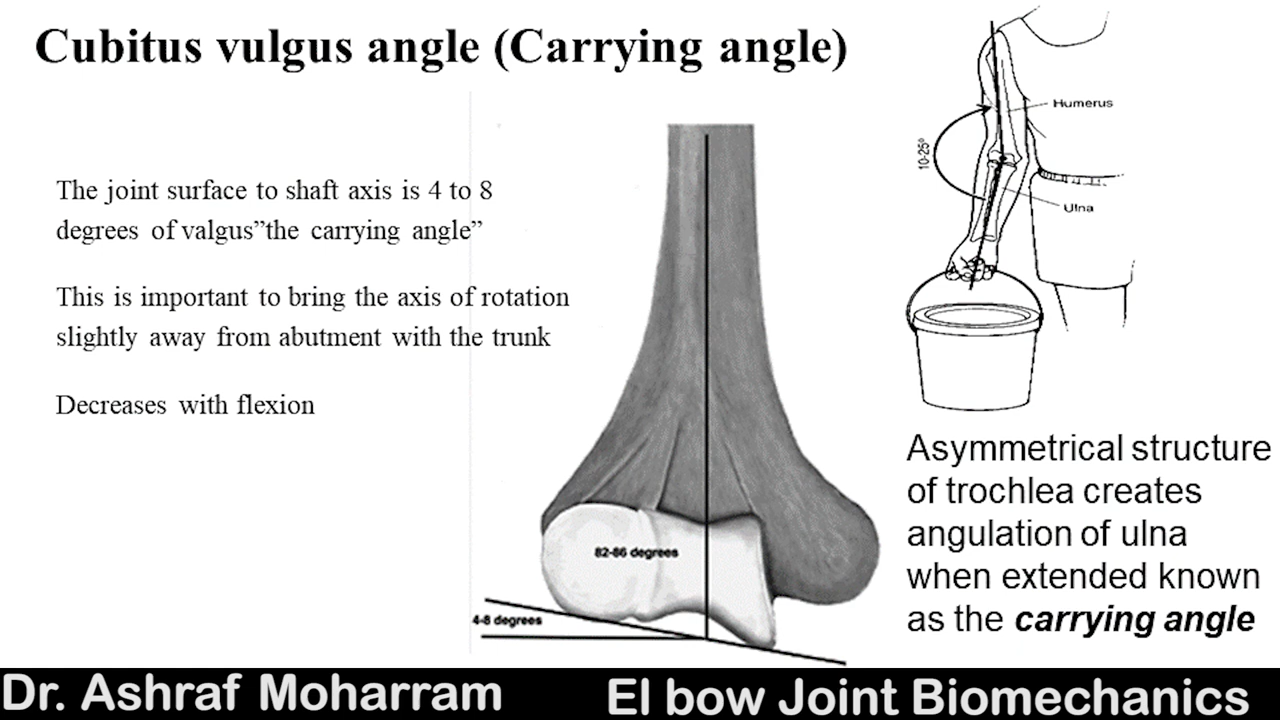 Cubitus vulgus angle (Carrying angle)
The joint surface to shaft axis is 4 to 8
degrees of valgus”the carrying angle”
This is important to bring the axis of rotation
slightly away from abutment with the trunk
Decreases with flexion
82-86 degrees
4-8 degrees
Humerus
10-25°
Ulna
Asymmetrical structure
of trochlea creates
angulation of ulna
when extended known
as the carrying angle
Dr. Ashraf Moharram
El bow Joint Biomechanics